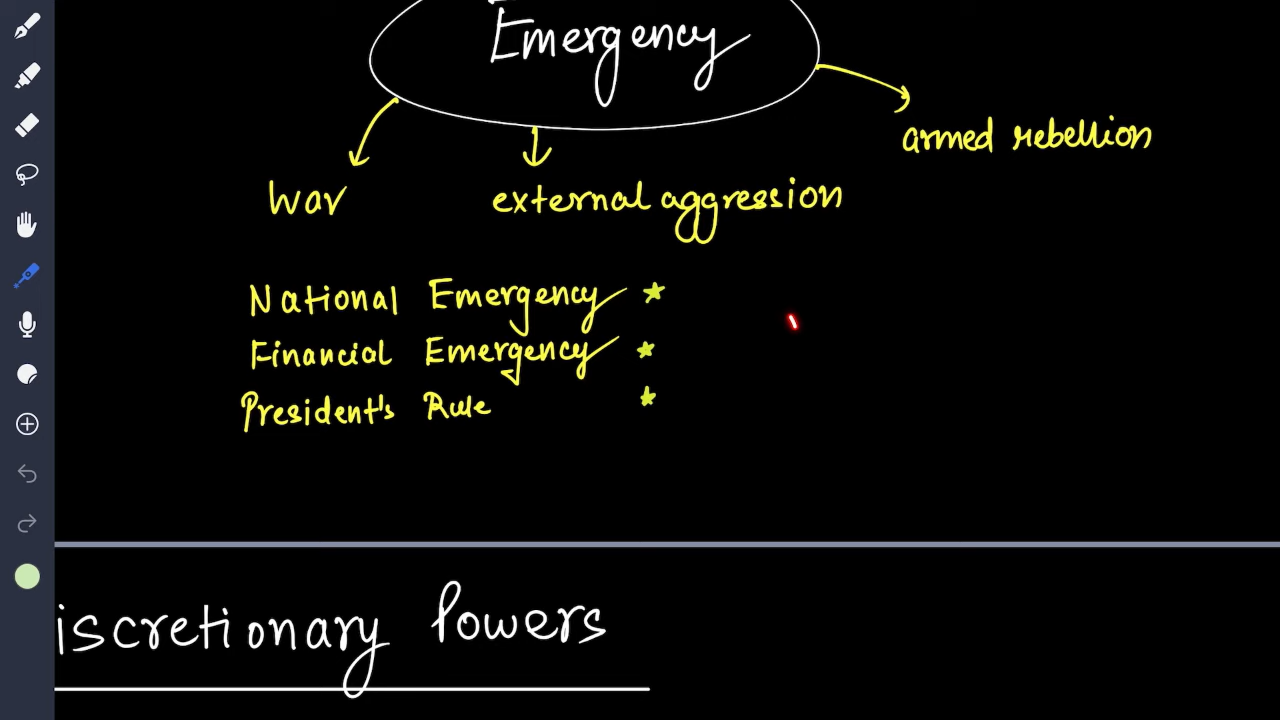 Emergency
armed rebellion
War
external aggression
National Emergency
Financial Emergency
President's Rule
iscretionary Powers